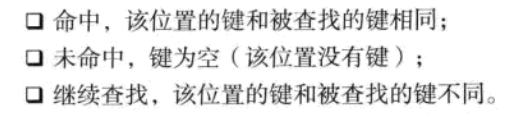 ❑ 命中，该位置的键和被查找的键相同；
❑ 未命中，键为空（该位置没有键）；
❑ 继续查找，该位置的键和被查找的键不同。